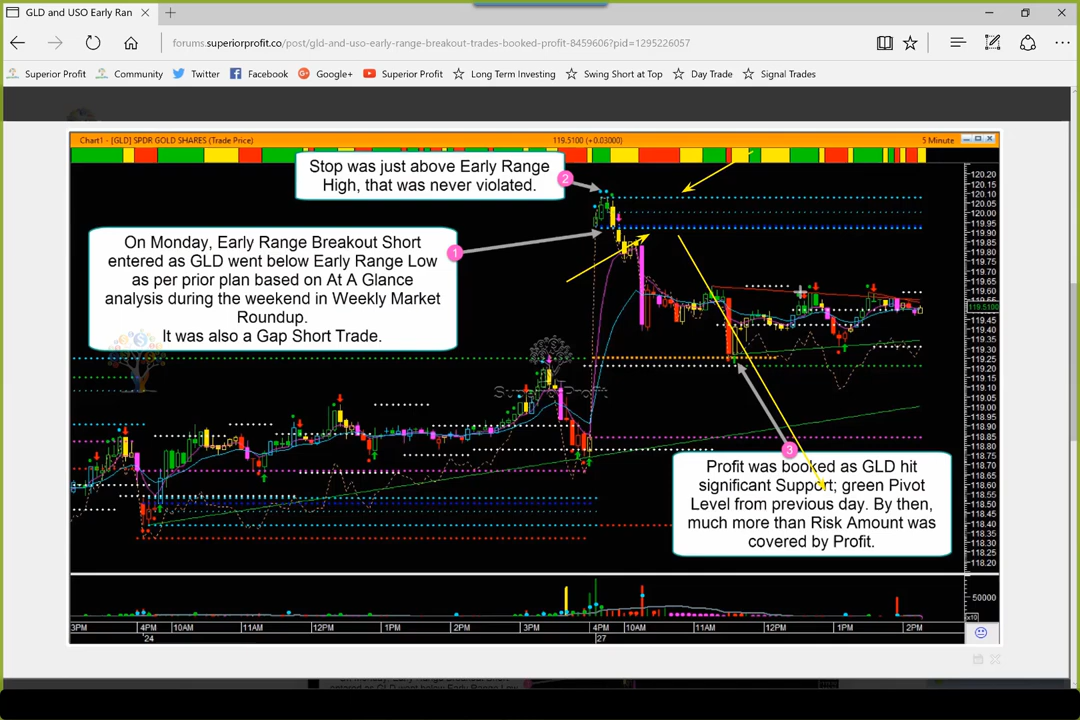 GLD and USO Early Ran
forums.superiorprofit.co/post/gld-and-uso-early-range-breakout-trades-booked-profit-8459606?pid=1295226057
Superior Profit Community Twitter Facebook Google+ Superior Profit Long Term Investing Swing Short at Top Day Trade Signal Trades
Chart1 - [GLD] SPDR GOLD SHARES (Trade Price) 119.5100 (+0.03000) 5 Minute
Stop was just above Early Range
High, that was never violated.
2
On Monday, Early Range Breakout Short
entered as GLD went below Early Range Low
as per prior plan based on At A Glance
analysis during the weekend in Weekly Market
Roundup.
It was also a Gap Short Trade.
1
3
Profit was booked as GLD hit
significant Support; green Pivot
Level from previous day. By then,
much more than Risk Amount was
covered by Profit.
120.20
120.15
120.10
120.05
120.00
119.95
119.90
119.85
119.80
119.75
119.70
119.65
119.60
119.55
119.5100
119.45
119.40
119.35
119.30
119.25
119.20
119.15
119.10
119.05
119.00
118.95
118.90
118.85
118.80
118.75
118.70
118.65
118.60
118.55
118.50
118.45
118.40
118.35
118.30
118.25
118.20
50000
x10
3PM 4PM 10AM 11AM 12PM 1PM 2PM 3PM 4PM 10AM 11AM 12PM 1PM 2PM
'24 '27